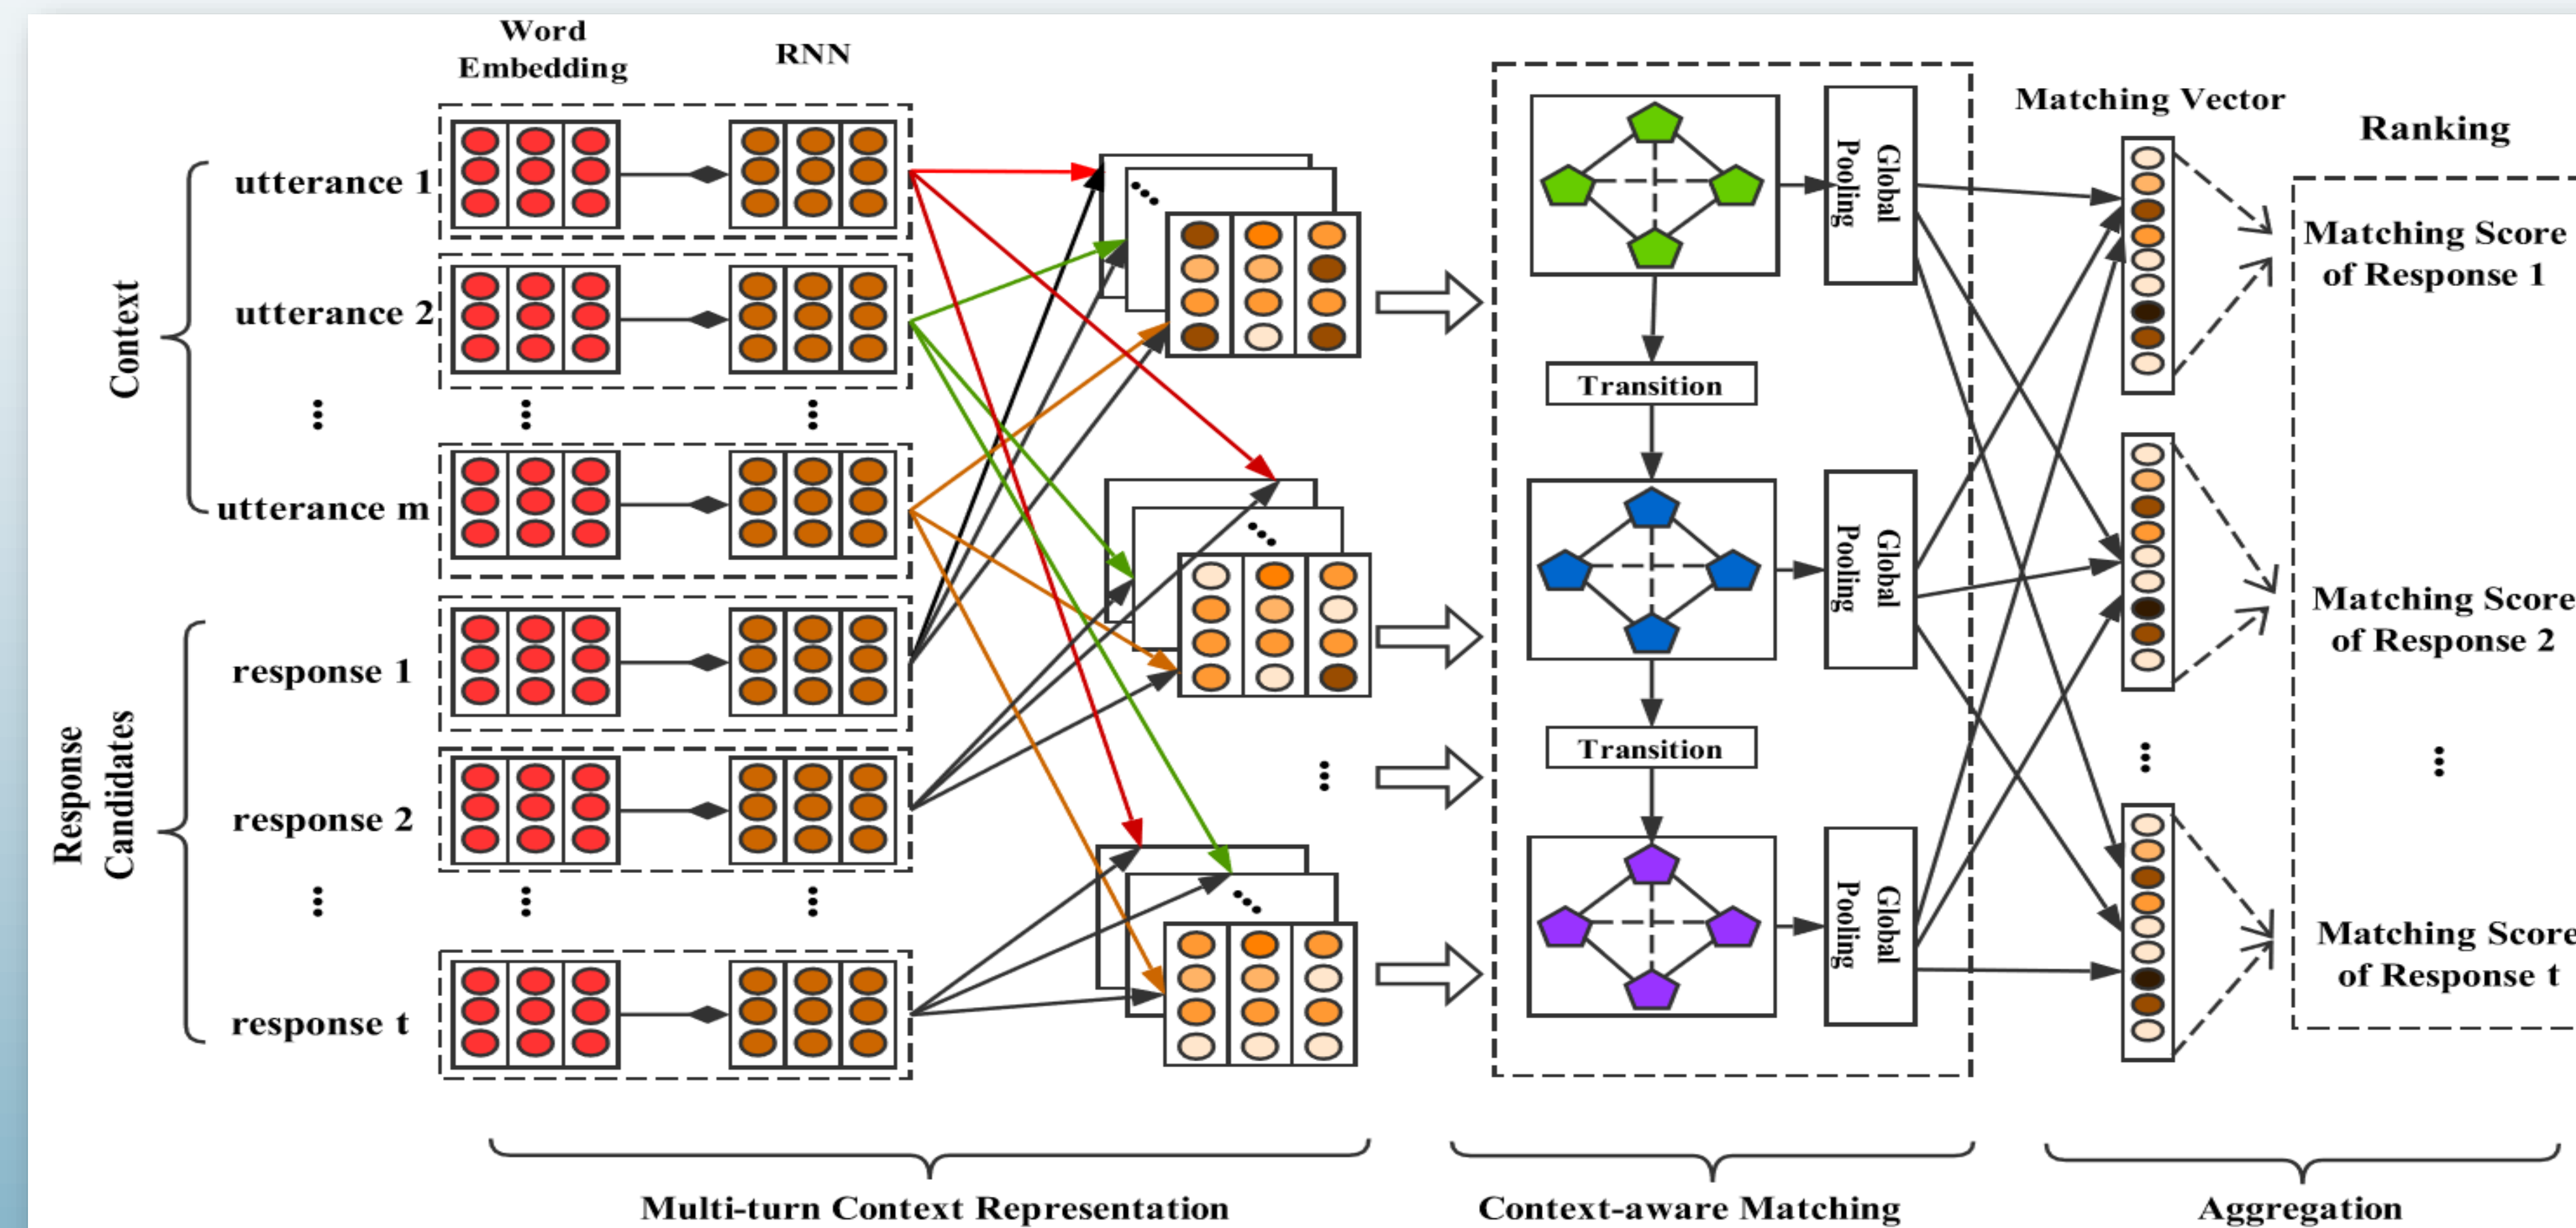 Word
Embedding
RNN
Context
utterance 1
utterance 2
utterance m
Response
Candidates
response 1
response 2
response t
Global
Pooling
Transition
Global
Pooling
Transition
Global
Pooling
Matching Vector
Ranking
Matching Score
of Response 1
Matching Score
of Response 2
Matching Score
of Response t
Multi-turn Context Representation
Context-aware Matching
Aggregation